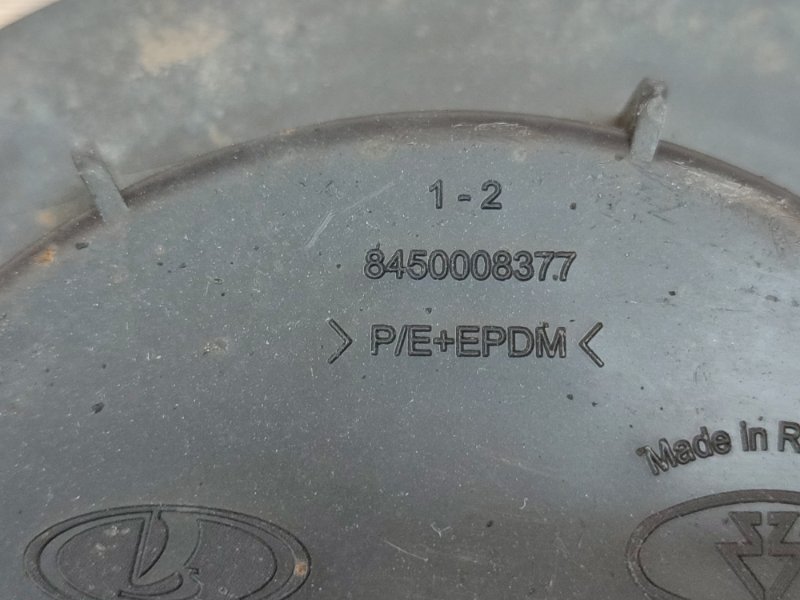 1 - 2
8450008377
> P/E+EPDM <
Made in R